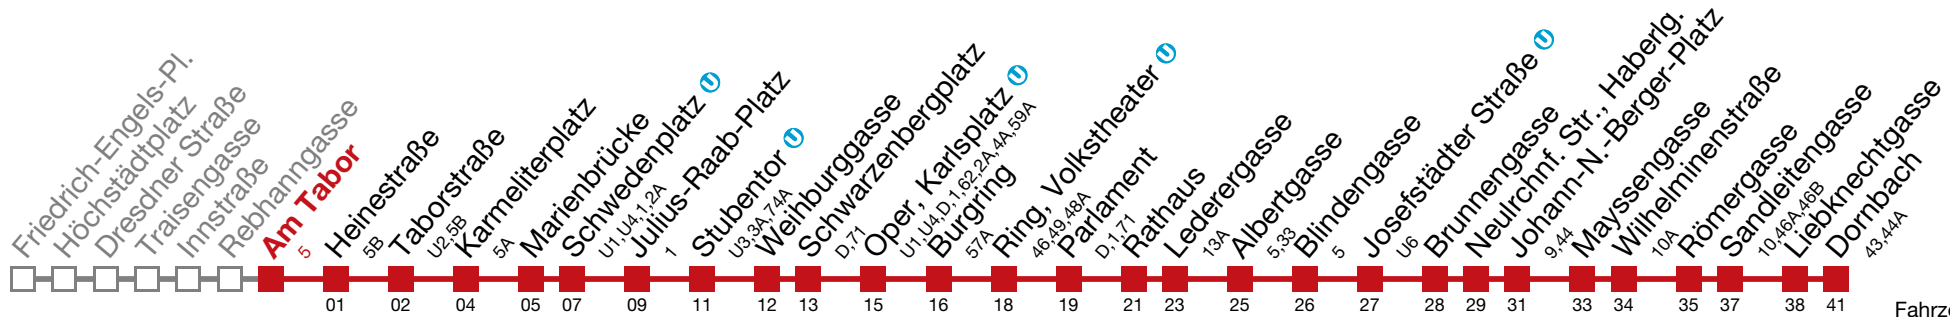 Friedrich-Engels-Pl.
Höchstädtplatz
Dresdner Straße
Traisengasse
Innstraße
Rebhanngasse
Am Tabor
5
Heinestraße
5B
Taborstraße
U2,5B
Karmeliterplatz
5A
Marienbrücke
Schwedenplatz U
U1,U4,1,2A
Julius-Raab-Platz
1
Stubentor U
U3,3A,74A
Weihburggasse
Schwarzenbergplatz
D,71
Oper, Karlsplatz U
U1,U4,D,1,62,2A,4A,59A
Burgring
57A
Ring, Volkstheater U
46,49,48A
Parlament
D,1,71
Rathaus
Lederergasse
13A
Albertgasse
5,33
Blindengasse
5
Josefstädter Straße U
U6
Brunnengasse
Neulrchnf. Str., Haberlg.
Johann-N.-Berger-Platz
9,44
Mayssengasse
Wilhelminenstraße
10A
Römergasse
Sandleitengasse
10,46A,46B
Liebknechtgasse
Dornbach
43,44A
01 02 04 05 07 09 11 12 13 15 16 18 19 21 23 25 26 27 28 29 31 33 34 35 37 38 41